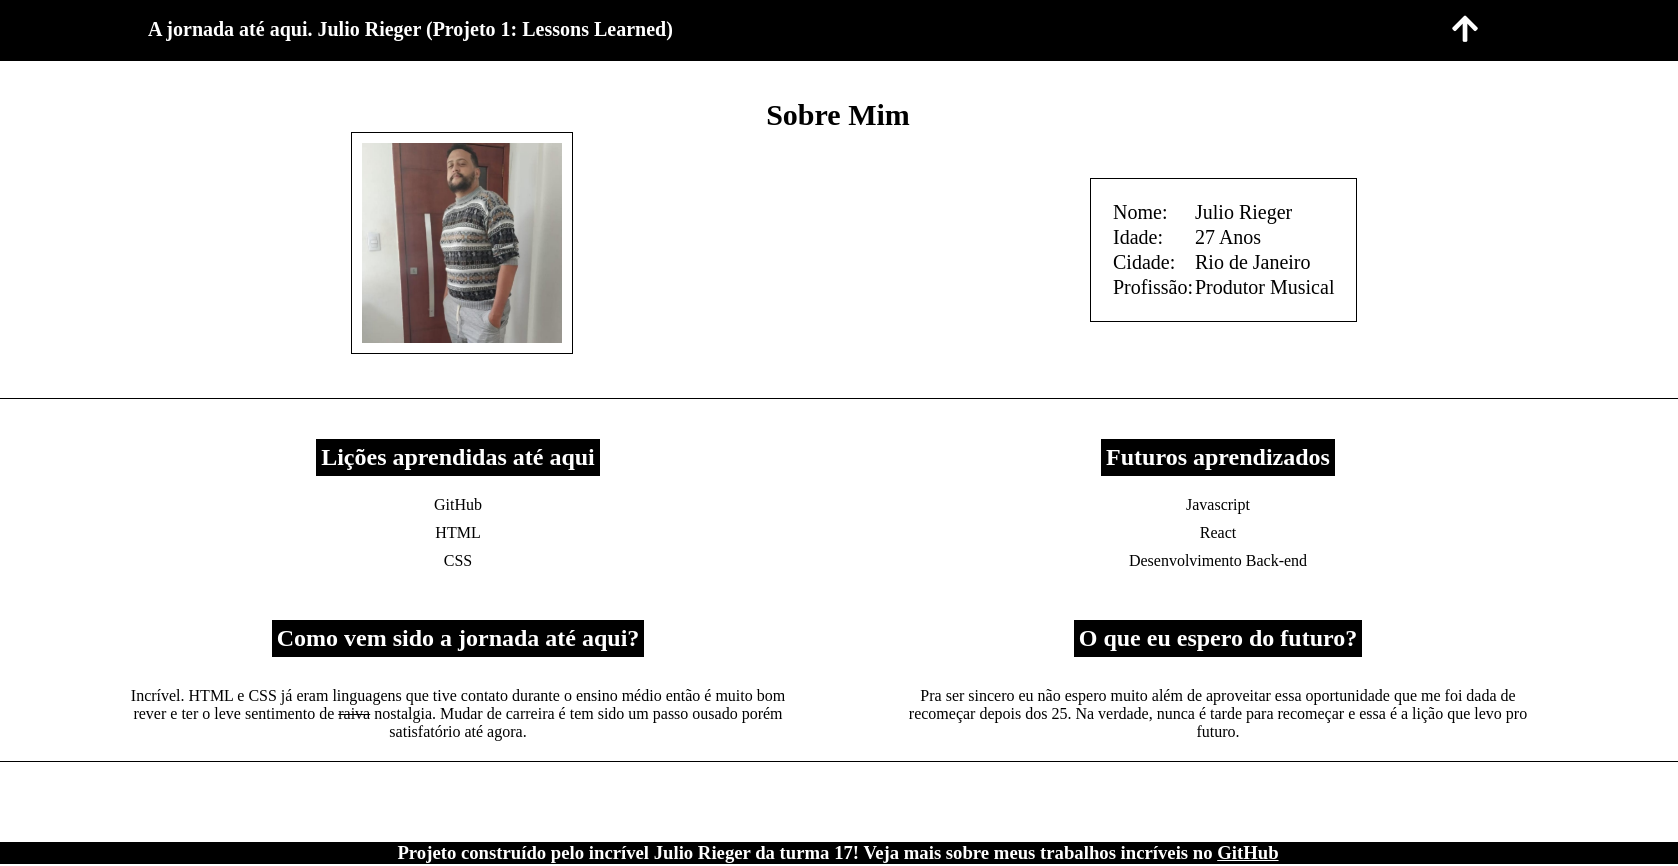 A jornada até aqui. Julio Rieger (Projeto 1: Lessons Learned)
Sobre Mim
Nome: Julio Rieger
Idade: 27 Anos
Cidade: Rio de Janeiro
Profissão: Produtor Musical
Lições aprendidas até aqui
GitHub
HTML
CSS
Futuros aprendizados
Javascript
React
Desenvolvimento Back-end
Como vem sido a jornada até aqui?
Incrível. HTML e CSS já eram linguagens que tive contato durante o ensino médio então é muito bom
rever e ter o leve sentimento de raiva nostalgia. Mudar de carreira é tem sido um passo ousado porém
satisfatório até agora.
O que eu espero do futuro?
Pra ser sincero eu não espero muito além de aproveitar essa oportunidade que me foi dada de
recomeçar depois dos 25. Na verdade, nunca é tarde para recomeçar e essa é a lição que levo pro
futuro.
Projeto construído pelo incrível Julio Rieger da turma 17! Veja mais sobre meus trabalhos incríveis no GitHub